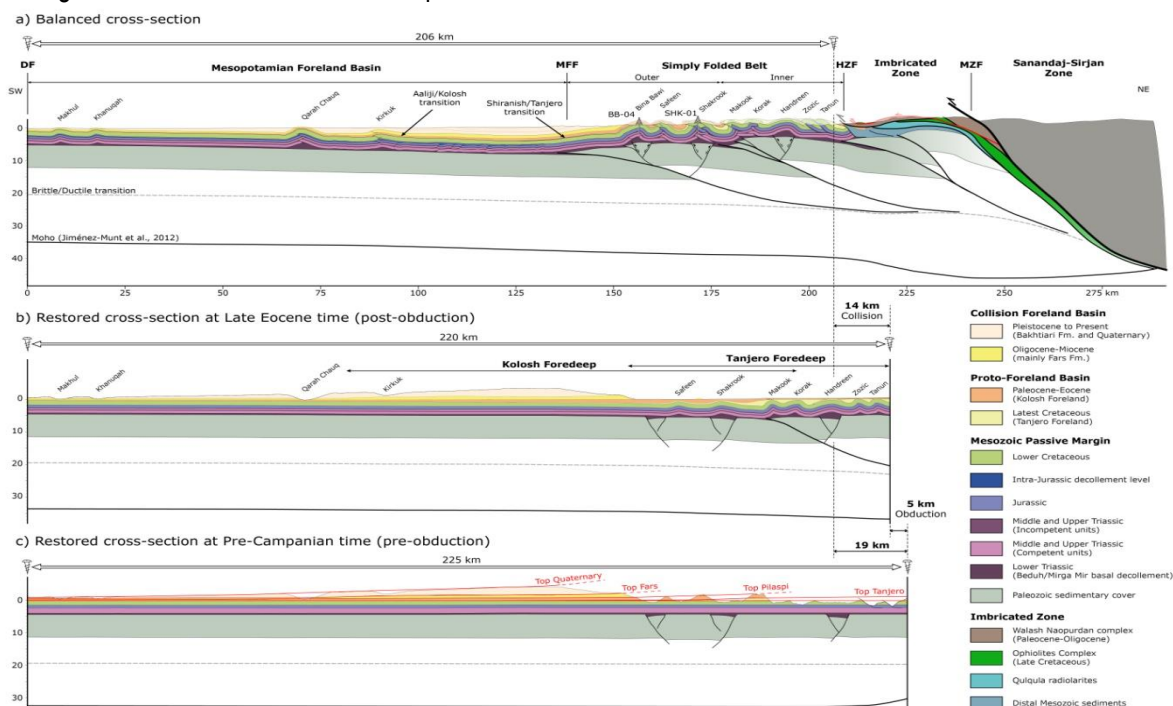 a) Balanced cross-section
206 km
DF
Mesopotamian Foreland Basin
MFF
Simply Folded Belt
HZF
Imbricated
Zone
MZF
Sanandaj-Sirjan
Zone
SW
Outer
Inner
NE
Makhul
Khanuqah
Qarah Chauq
Kirkuk
Aaliji/Kolosh
transition
Shiranish/Tanjero
transition
BB-04
Bina Bawi
Safeen
SHK-01
Shakrook
Makook
Korak
Handreen
Zozic
Tanun
0
10
20
30
40
Brittle/Ductile transition
Moho (Jiménez-Munt et al., 2012)
0
25
50
75
100
125
150
175
200
225
250
275 km
b) Restored cross-section at Late Eocene time (post-obduction)
14 km
Collision
220 km
Kolosh Foredeep
Tanjero Foredeep
Makhul
Khanuqah
Qarah Chauq
Kirkuk
Safeen
Shakrook
Makook
Korak
Handreen
Zozic
Tanun
0
10
20
30
5 km
Obduction
c) Restored cross-section at Pre-Campanian time (pre-obduction)
19 km
225 km
Top Quaternary
Top Fars
Top Pilaspi
Top Tanjero
0
10
20
30
Collision Foreland Basin
Pleistocene to Present
(Bakhtiari Fm. and Quaternary)
Oligocene-Miocene
(mainly Fars Fm.)
Proto-Foreland Basin
Paleocene-Eocene
(Kolosh Foreland)
Latest Cretaceous
(Tanjero Foreland)
Mesozoic Passive Margin
Lower Cretaceous
Intra-Jurassic decollement level
Jurassic
Middle and Upper Triassic
(Incompetent units)
Middle and Upper Triassic
(Competent units)
Lower Triassic
(Beduh/Mirga Mir basal decollement)
Paleozoic sedimentary cover
Imbricated Zone
Walash Naopurdan complex
(Paleocene-Oligocene)
Ophiolites Complex
(Late Cretaceous)
Qulqula radiolarites
Distal Mesozoic sediments